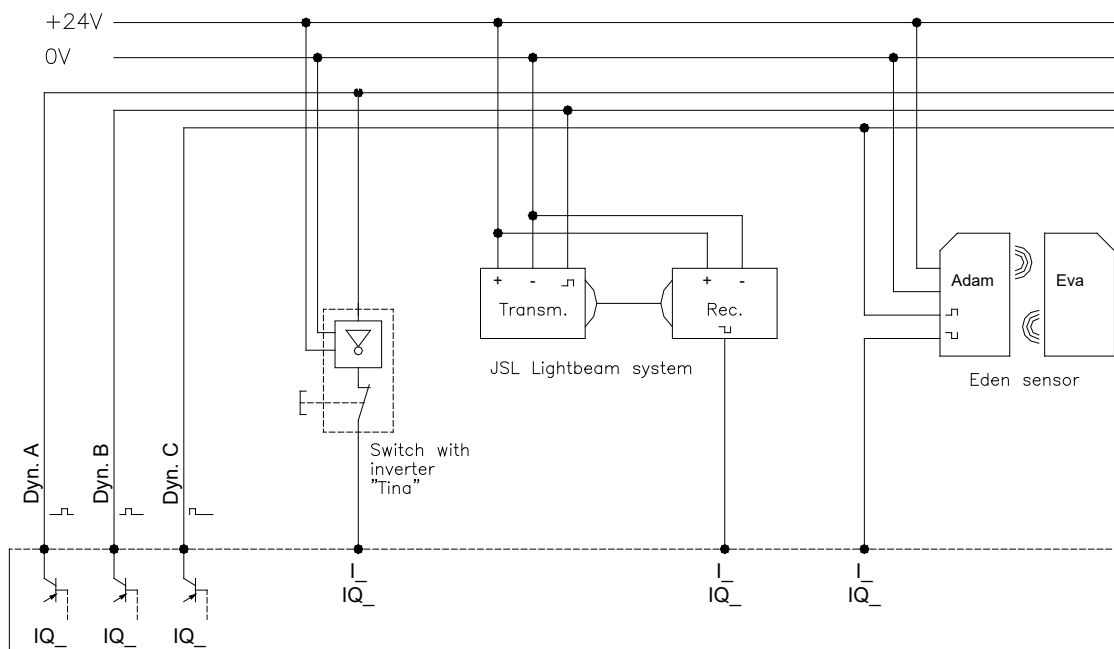 +24V
0V
+ -
Transm.
+ -
Rec.
JSL Lightbeam system
Adam
Eva
Eden sensor
Switch with
inverter
"Tina"
Dyn. A
Dyn. B
Dyn. C
I_
IQ_
I_
IQ_
I_
IQ_
IQ_
IQ_
IQ_